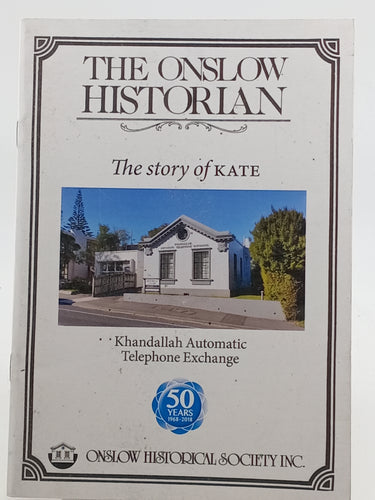 THE ONSLOW
HISTORIAN
The story of KATE
Khandallah Automatic
Telephone Exchange
50
YEARS
1968-2018
ONSLOW HISTORICAL SOCIETY INC.